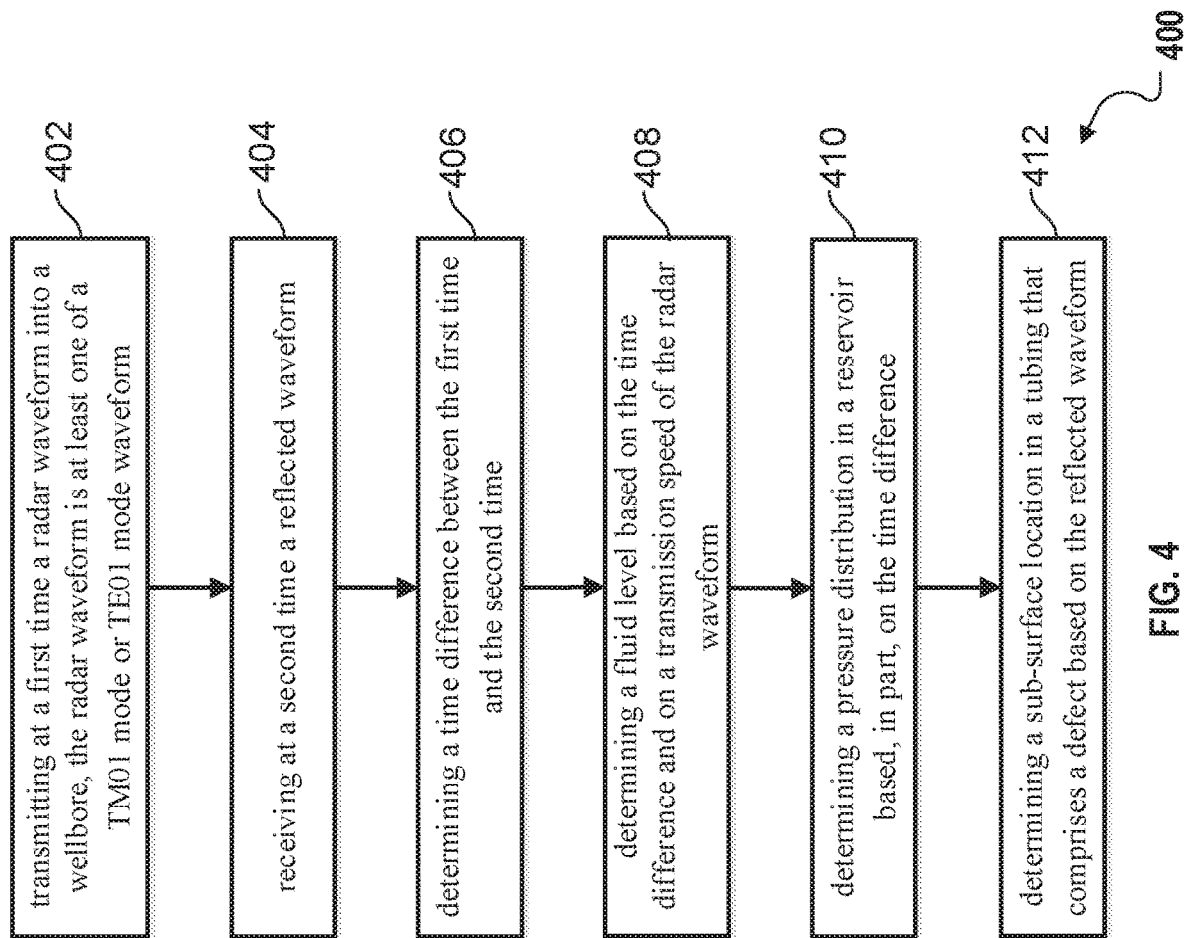 transmitting at a first time a radar waveform into a
wellbore, the radar waveform is at least one of a
TM01 mode or TE01 mode waveform
402
receiving at a second time a reflected waveform
404
determining a time difference between the first time
and the second time
406
determining a fluid level based on the time
difference and on a transmission speed of the radar
waveform
408
determining a pressure distribution in a reservoir
based, in part, on the time difference
410
determining a sub-surface location in a tubing that
comprises a defect based on the reflected waveform
412
400
FIG. 4